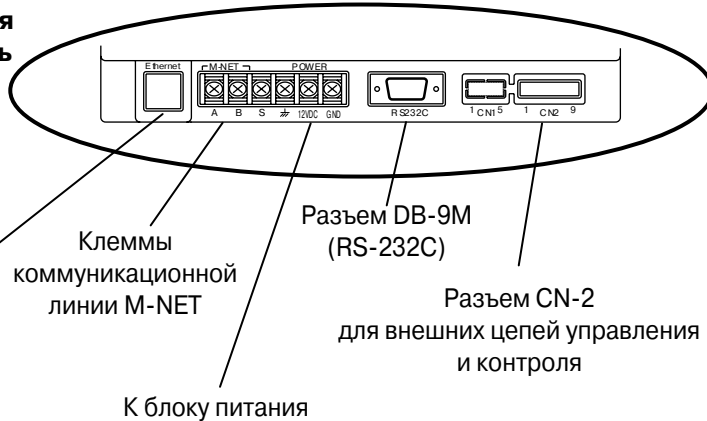 я
ь
Ethernet
M-NET POWER
A B S 12VDC GND
RS232C
1 CN1 5 1 CN2 9
Клеммы
коммуникационной
линии M-NET
Разъем DB-9M
(RS-232C)
Разъем CN-2
для внешних цепей управления
и контроля
К блоку питания